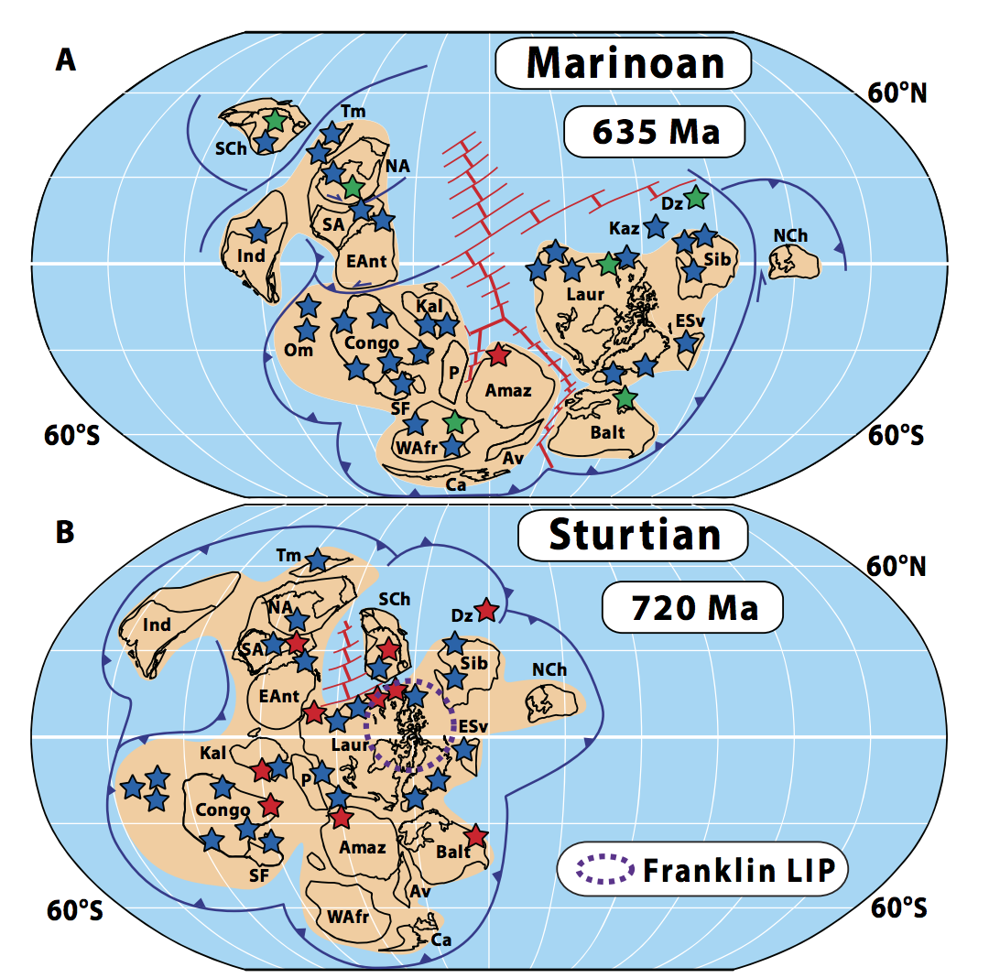 A
Marinoan
60°N
635 Ma
Tm
SCh
NA
Dz
Kaz
SA
NCh
Ind
EAnt
Sib
Laur
Kal
ESv
Om
Congo
P
Amaz
SF
Balt
60°S
60°S
WAfr
Av
Ca
B
Sturtian
Tm
60°N
SCh
NA
720 Ma
Dz
Ind
SA
Sib
NCh
EAnt
ESv
Laur
Kal
P
Congo
Amaz
Balt
Franklin LIP
SF
Av
60°S
60°S
WAfr
Ca